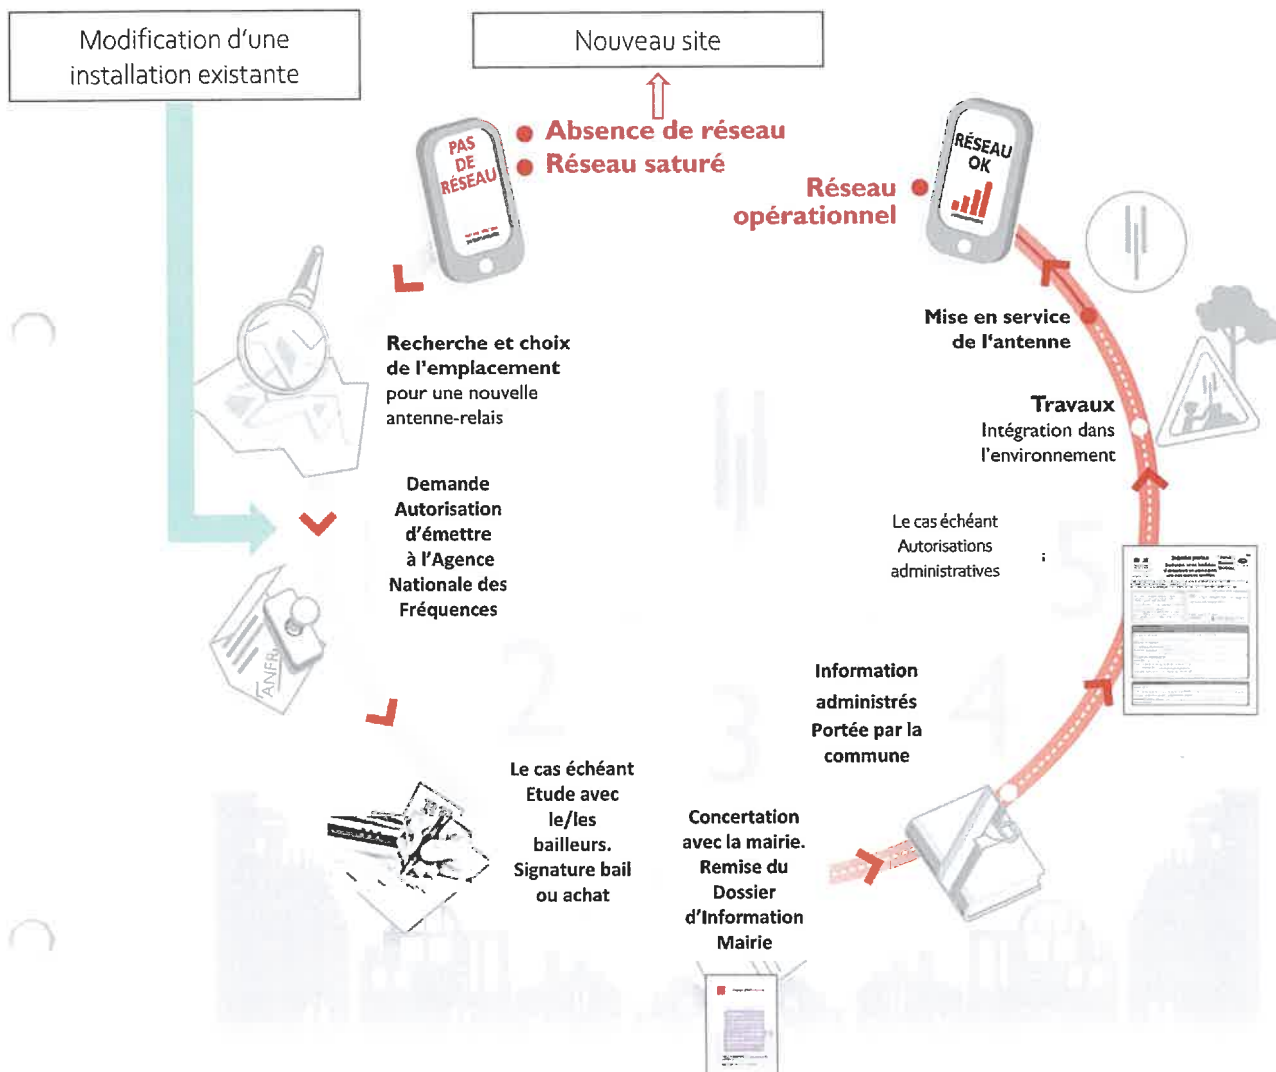 Modification d'une
installation existante
Nouveau site
Absence de réseau
Réseau saturé
PAS
DE
RÉSEAU
RÉSEAU
OK
Réseau
opérationnel
Recherche et choix
de l'emplacement
pour une nouvelle
antenne-relais
Mise en service
de l'antenne
Travaux
Intégration dans
l'environnement
Demande
Autorisation
d'émettre
à l'Agence
Nationale des
Fréquences
ANFR
Le cas échéant
Autorisations
administratives
:
5
2
3
4
Information
administrés
Portée par la
commune
Le cas échéant
Etude avec
le/les
bailleurs.
Signature bail
ou achat
Concertation
avec la mairie.
Remise du
Dossier
d'Information
Mairie